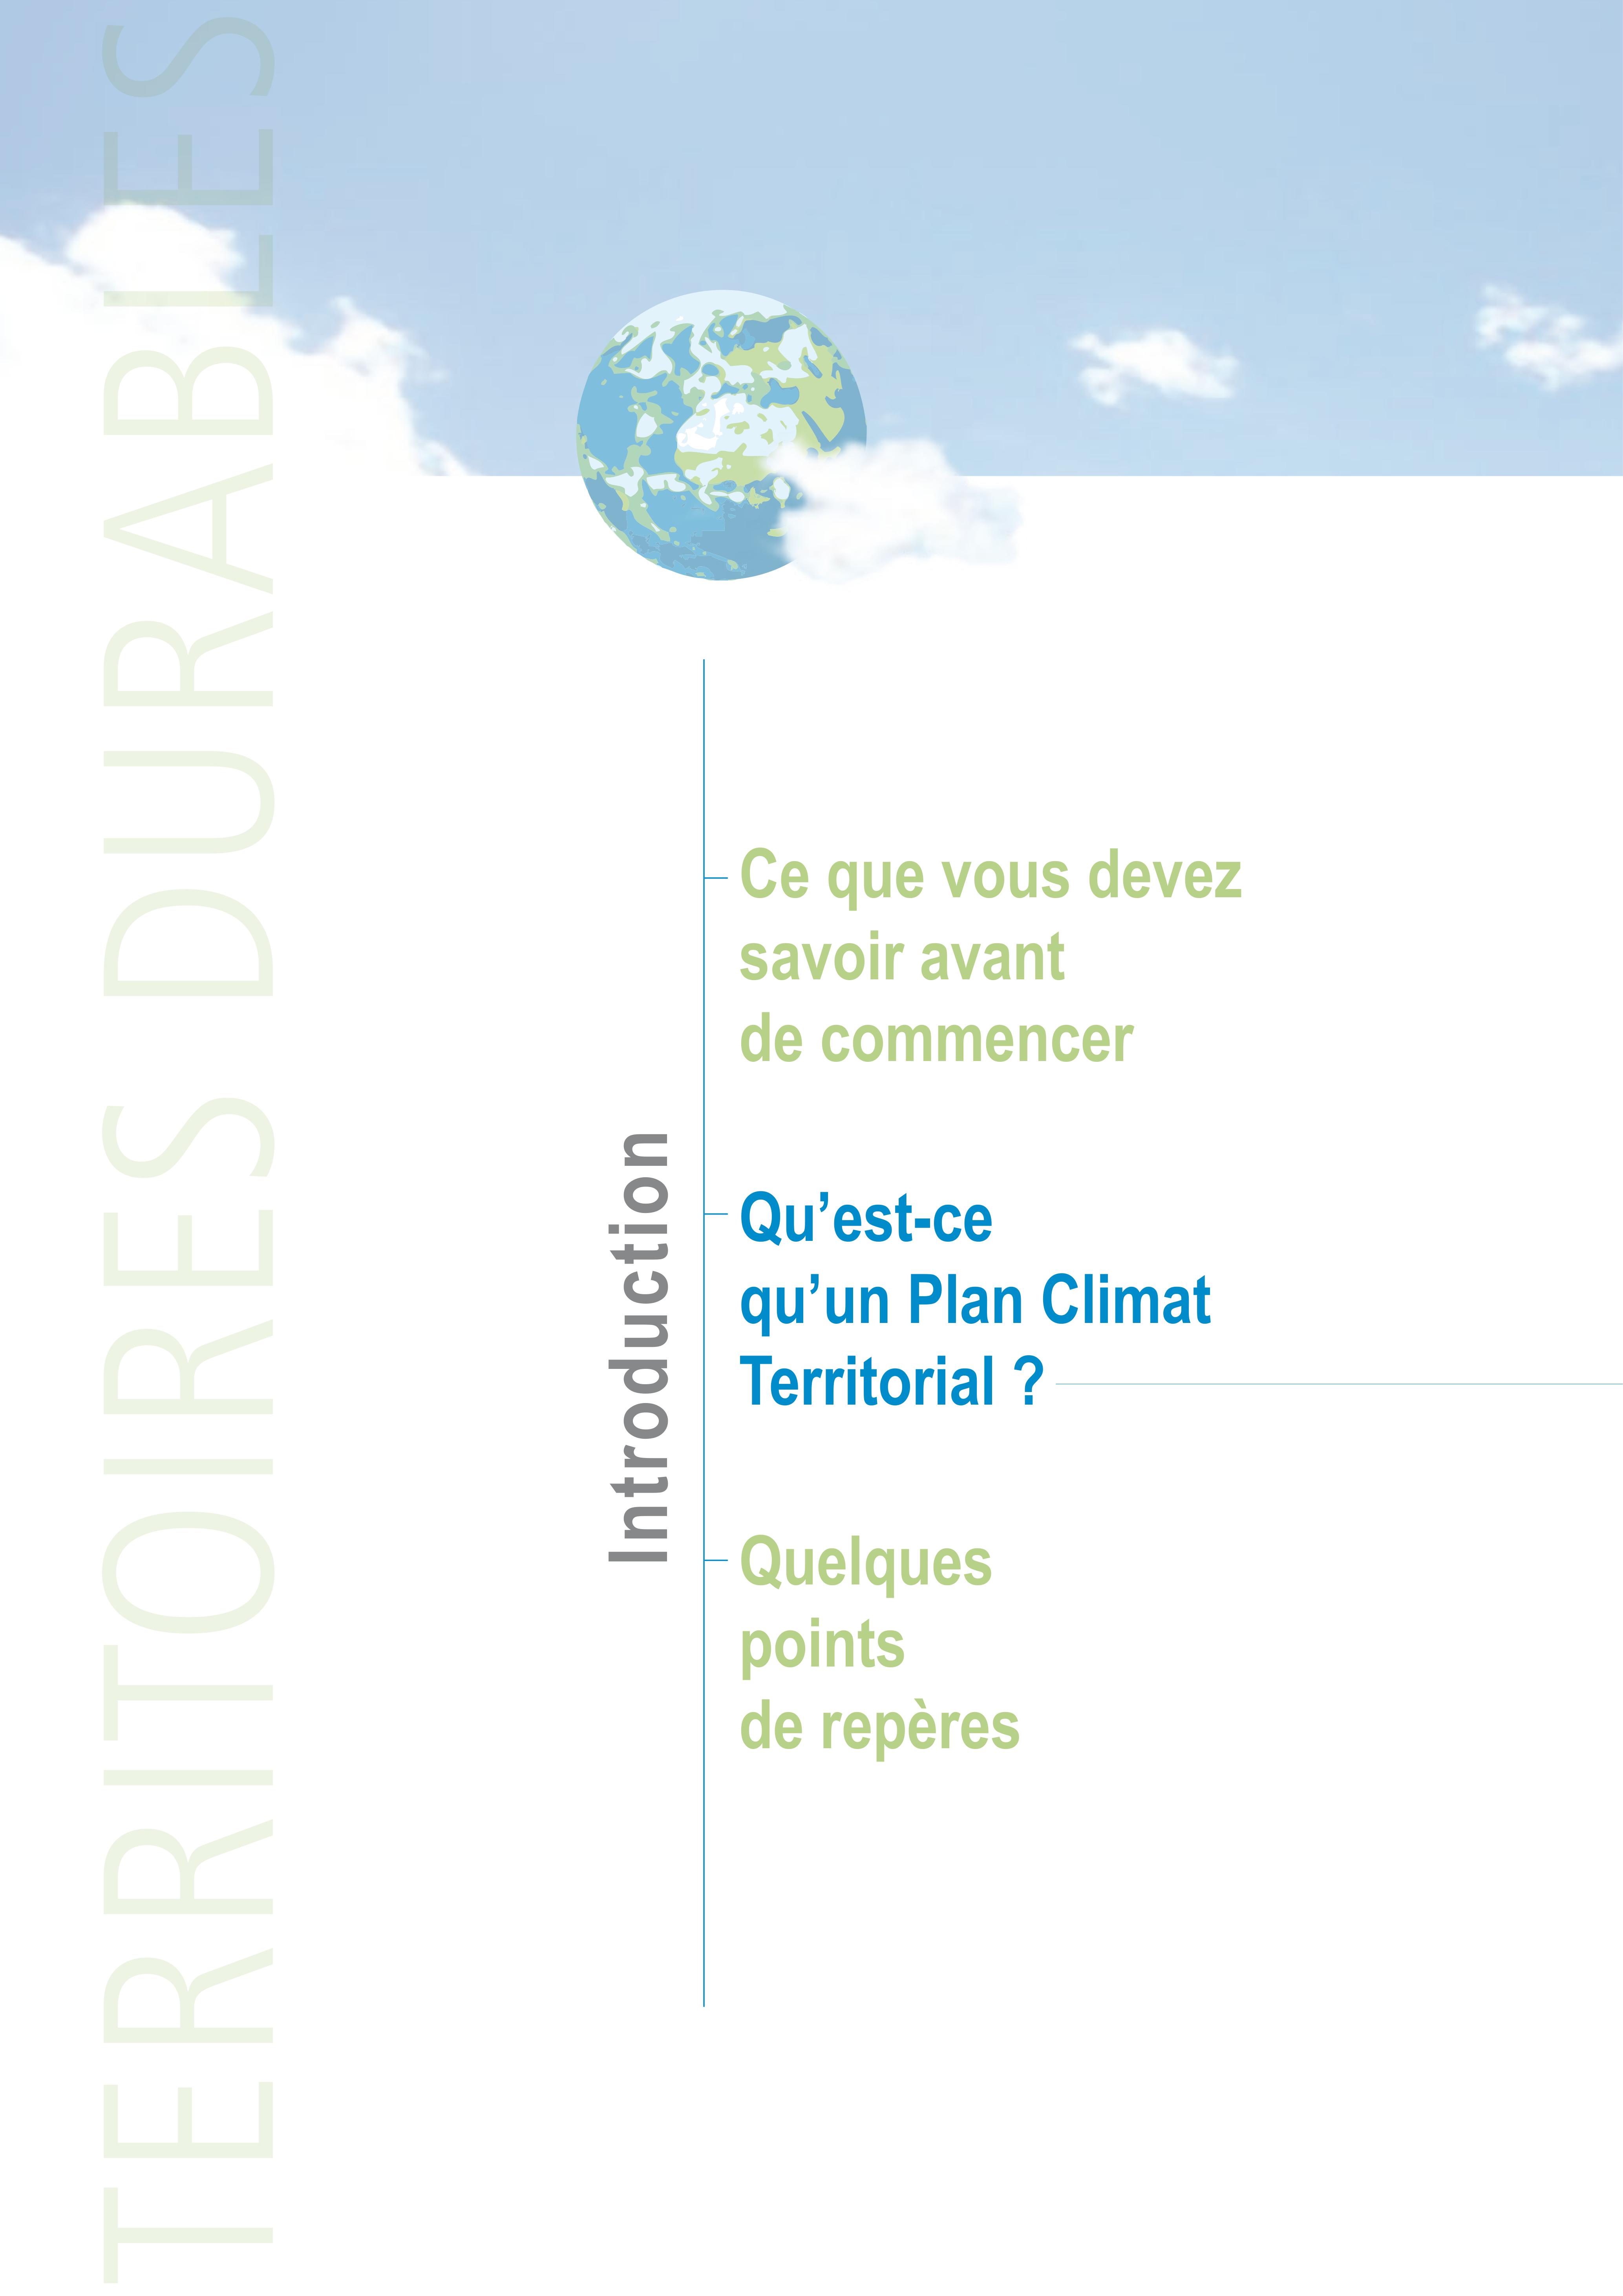 TERRITOIRES DURABLES
Introduction
Ce que vous devez
savoir avant
de commencer
Qu’est-ce
qu’un Plan Climat
Territorial ?
Quelques
points
de repères